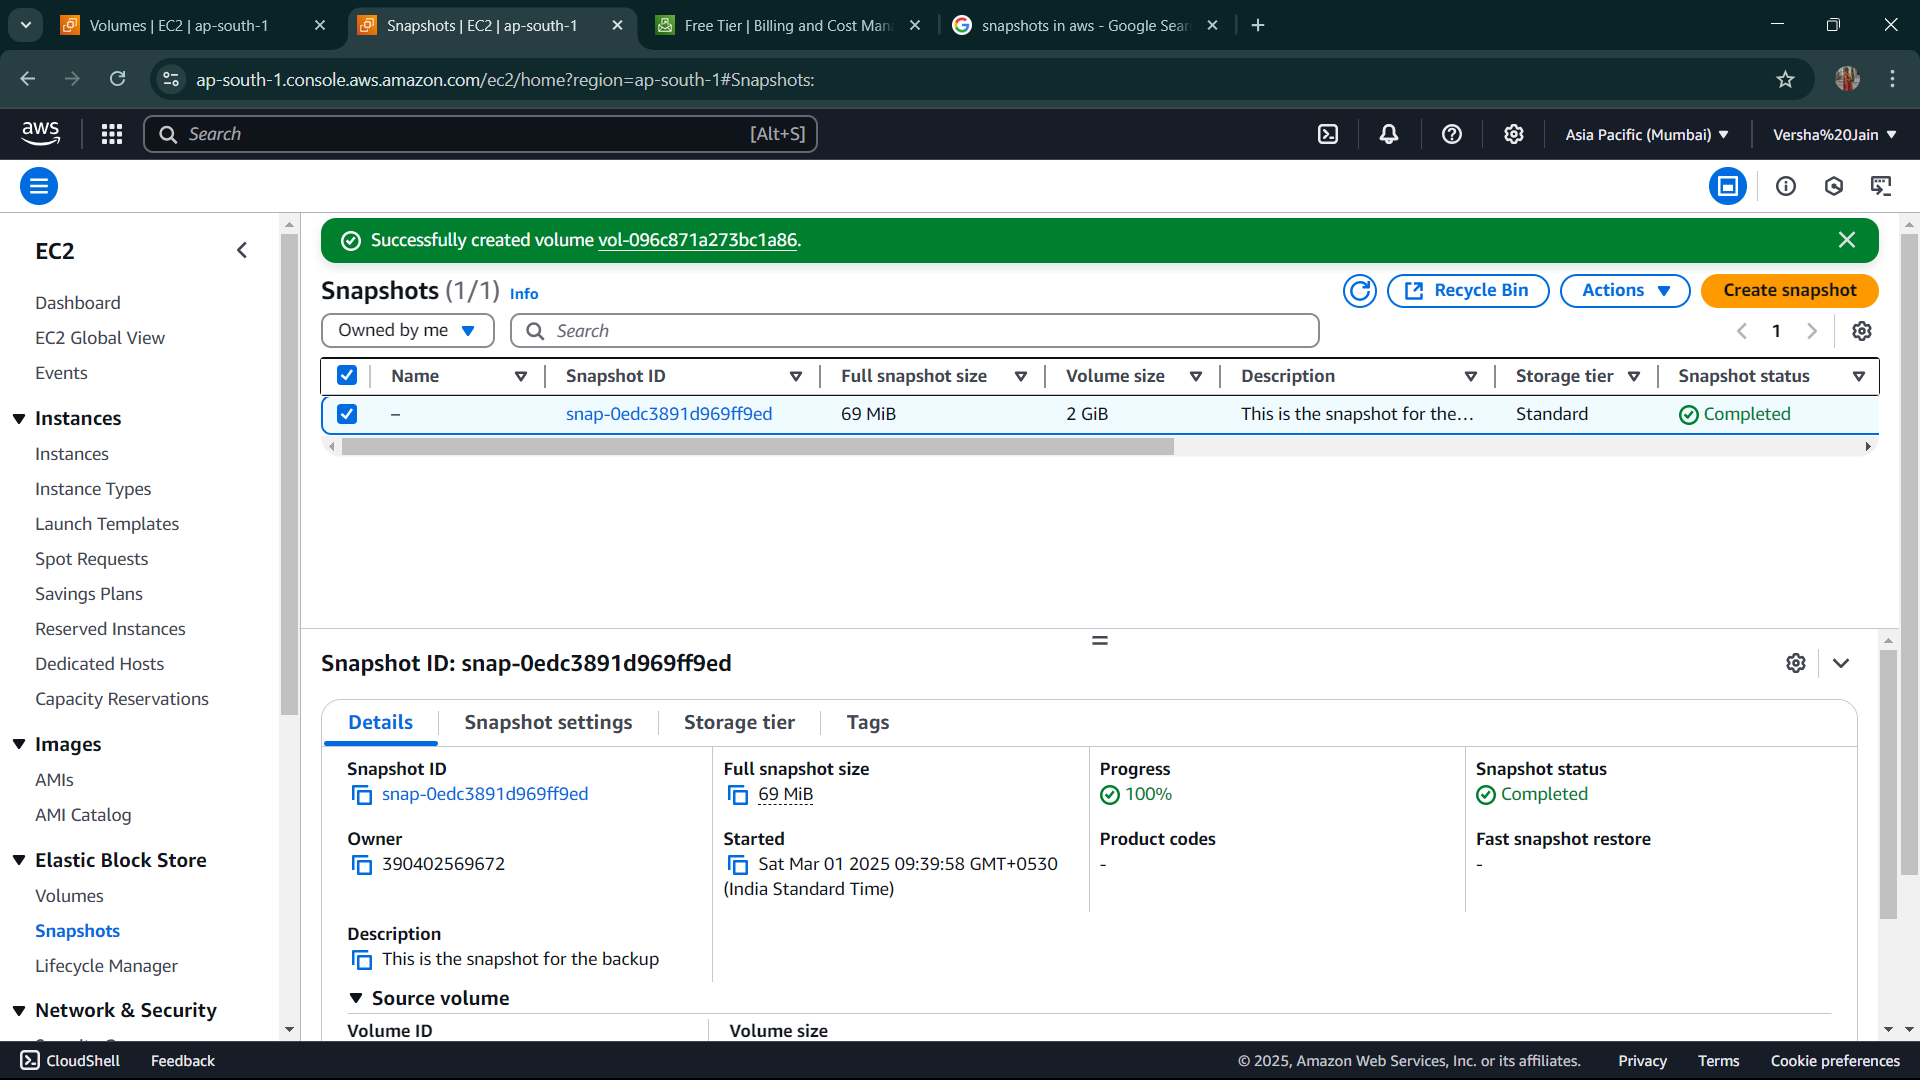 Volumes | EC2 | ap-south-1
Snapshots | EC2 | ap-south-1
Free Tier | Billing and Cost Man
snapshots in aws - Google Sear
ap-south-1.console.aws.amazon.com/ec2/home?region=ap-south-1#Snapshots:
aws
Search
[Alt+S]
Asia Pacific (Mumbai)
Versha%20Jain
EC2
Dashboard
EC2 Global View
Events
Instances
Instances
Instance Types
Launch Templates
Spot Requests
Savings Plans
Reserved Instances
Dedicated Hosts
Capacity Reservations
Images
AMIs
AMI Catalog
Elastic Block Store
Volumes
Snapshots
Lifecycle Manager
Network & Security
Successfully created volume vol-096c871a273bc1a86.
Snapshots (1/1) Info
Recycle Bin
Actions
Create snapshot
Owned by me
Search
1
Name Snapshot ID Full snapshot size Volume size Description Storage tier Snapshot status
– snap-0edc3891d969ff9ed 69 MiB 2 GiB This is the snapshot for the... Standard Completed
Snapshot ID: snap-0edc3891d969ff9ed
Details Snapshot settings Storage tier Tags
Snapshot ID
snap-0edc3891d969ff9ed
Full snapshot size
69 MiB
Progress
100%
Snapshot status
Completed
Owner
390402569672
Started
Sat Mar 01 2025 09:39:58 GMT+0530
(India Standard Time)
Product codes
-
Fast snapshot restore
-
Description
This is the snapshot for the backup
Source volume
Volume ID
Volume size
CloudShell Feedback
© 2025, Amazon Web Services, Inc. or its affiliates. Privacy Terms Cookie preferences